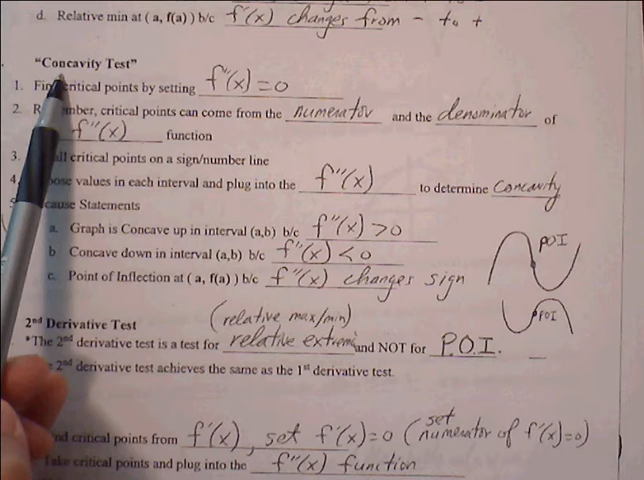 d. Relative min at ( a, f(a) ) b/c f'(x) changes from - to +
"Concavity Test"
1. critical points by setting f''(x) = 0
2. critical points can come from the numerator and the denominator of
f''(x) function
3. all critical points on a sign/number line
values in each interval and plug into the f''(x) to determine concavity
Statements
a. Graph is Concave up in interval (a,b) b/c f''(x) > 0
b Concave down in interval (a,b) b/c f''(x) < 0
POI
c. Point of Inflection at ( a, f(a) ) b/c f''(x) changes sign
POI
(relative max/min)
2nd Derivative Test
*The 2nd derivative test is a test for relative extrema and NOT for P.O.I.
2nd derivative test achieves the same as the 1st derivative test.
critical points from f'(x), set f'(x)=0 (set numerator of f'(x)=0)
Take critical points and plug into the f''(x) function